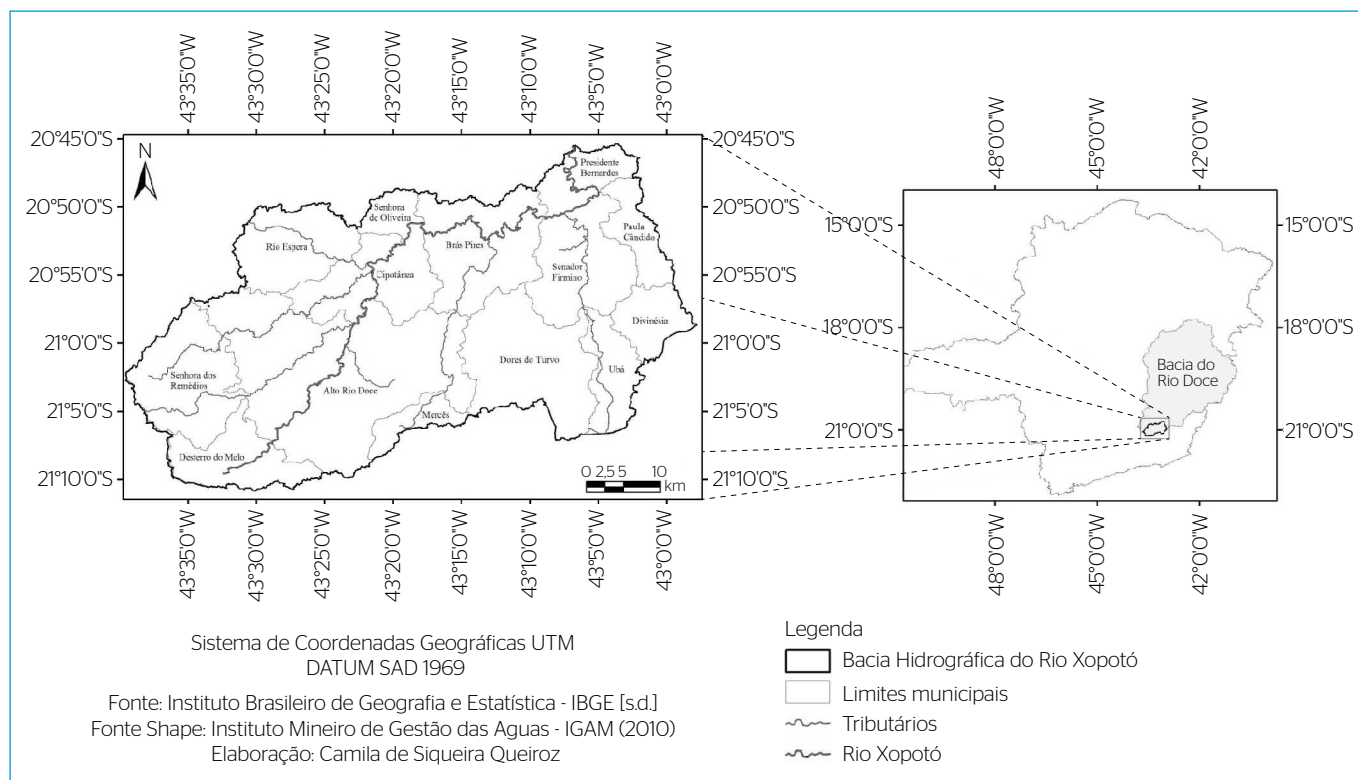 43°35'0"W 43°30'0"W 43°25'0"W 43°20'0"W 43°15'0"W 43°10'0"W 43°5'0"W 43°0'0"W
20°45'0"S
20°50'0"S
20°55'0"S
21°0'0"S
21°5'0"S
21°10'0"S
N
Presidente
Bernardes
Senhora
de Oliveira
Paula
Cândido
Rio Espera
Brás Pires
Cipotânea
Senador
Firmino
Divinésia
Dores de Turvo
Ubá
Senhora dos
Remédios
Alto Rio Doce
Mercês
Desterro do Melo
0 2,5 5 10
km
20°45'0"S
20°50'0"S
20°55'0"S
21°0'0"S
21°5'0"S
21°10'0"S
43°35'0"W 43°30'0"W 43°25'0"W 43°20'0"W 43°15'0"W 43°10'0"W 43°5'0"W 43°0'0"W
48°0'0"W 45°0'0"W 42°0'0"W
15°0'0"S 15°0'0"S
18°0'0"S 18°0'0"S
Bacia do
Rio Doce
21°0'0"S 21°0'0"S
48°0'0"W 45°0'0"W 42°0'0"W
Sistema de Coordenadas Geográficas UTM
DATUM SAD 1969
Fonte: Instituto Brasileiro de Geografia e Estatística - IBGE [s.d.]
Fonte Shape: Instituto Mineiro de Gestão das Aguas - IGAM (2010)
Elaboração: Camila de Siqueira Queiroz
Legenda
Bacia Hidrográfica do Rio Xopotó
Limites municipais
Tributários
Rio Xopotó